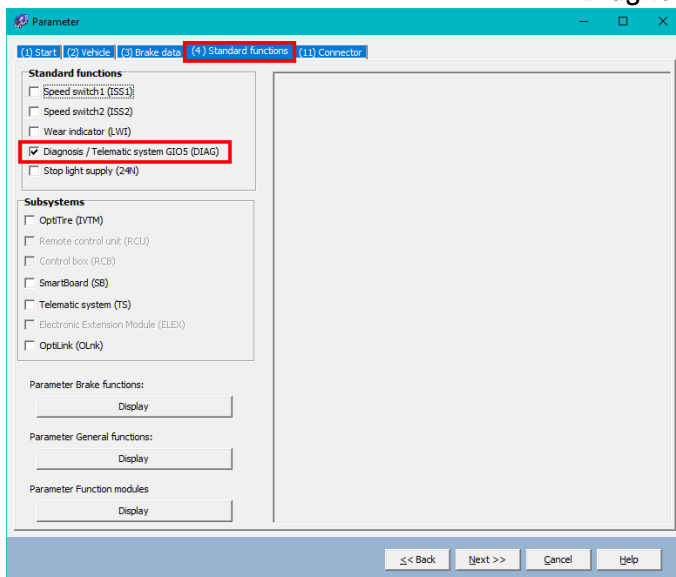 Parameter
(1) Start (2) Vehicle (3) Brake data (4) Standard functions (11) Connector
Standard functions
Speed switch1 (ISS1)
Speed switch2 (ISS2)
Wear indicator (LWI)
Diagnosis / Telematic system GIO5 (DIAG)
Stop light supply (24N)
Subsystems
OptiTire (IVTM)
Remote control unit (RCU)
Control box (RCB)
SmartBoard (SB)
Telematic system (TS)
Electronic Extension Module (ELEX)
OptiLink (OLnk)
Parameter Brake functions:
Display
Parameter General functions:
Display
Parameter Function modules
Display
<< Back Next >> Cancel Help